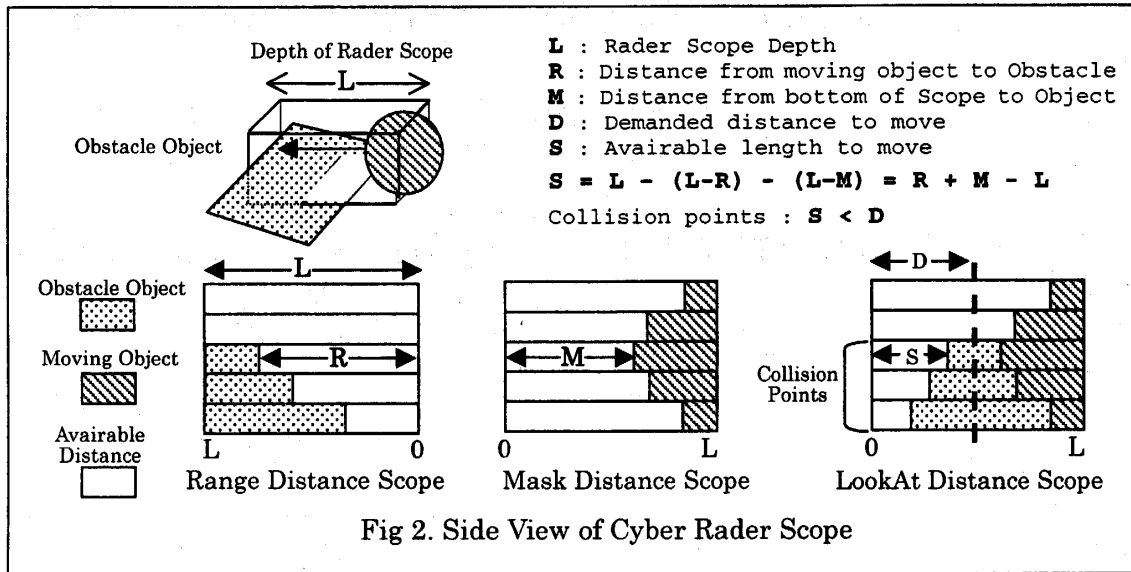 Depth of Rader Scope
L
Obstacle Object
L : Rader Scope Depth
R : Distance from moving object to Obstacle
M : Distance from bottom of Scope to Object
D : Demanded distance to move
S : Avairable length to move
S = L - (L-R) - (L-M) = R + M - L
Collision points : S < D
Obstacle Object
Moving Object
Avairable
Distance
L
R
L 0
Range Distance Scope
M
0 L
Mask Distance Scope
D
S
Collision
Points
0 L
LookAt Distance Scope
Fig 2. Side View of Cyber Rader Scope